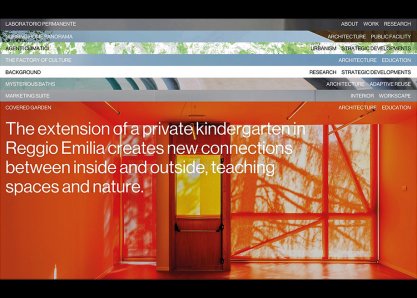 LABORATORIO PERMANENTE ABOUT WORK RESEARCH
NURSING HOME PANORAMA ARCHITECTURE PUBLIC FACILITY
AGENTI CLIMATICI URBANISM STRATEGIC DEVELOPMENTS
THE FACTORY OF CULTURE ARCHITECTURE EDUCATION
BACKGROUND RESEARCH STRATEGIC DEVELOPMENTS
MYSTERIOUS BATHS ARCHITECTURE ADAPTIVE REUSE
MARKETING SUITE INTERIOR WORKSCAPE
COVERED GARDEN ARCHITECTURE EDUCATION
The extension of a private kindergarten in
Reggio Emilia creates new connections
between inside and outside, teaching
spaces and nature.